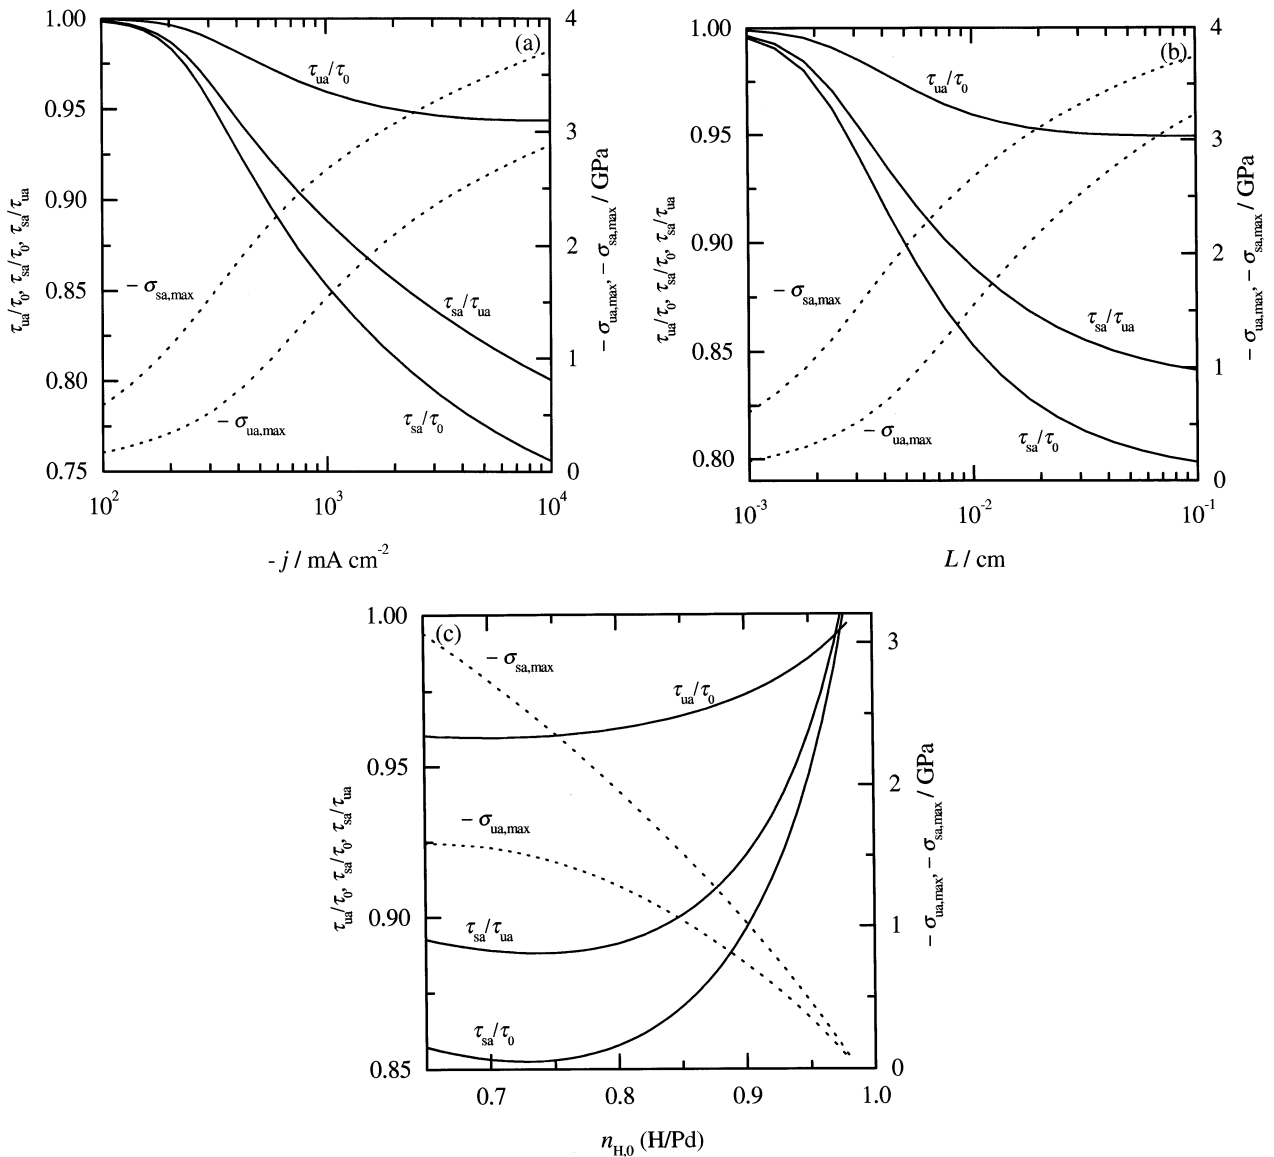 1.00
0.95
0.90
0.85
0.80
0.75
4
3
2
1
0
(a)
τua/τ0
− σsa,max
τsa/τua
− σua,max
τsa/τ0
τua/τ0, τsa/τ0, τsa/τua
− σua,max, − σsa,max / GPa
10²
10³
10⁴
- j / mA cm⁻²
1.00
0.95
0.90
0.85
0.80
4
3
2
1
0
(b)
τua/τ0
− σsa,max
τsa/τua
− σua,max
τsa/τ0
τua/τ0, τsa/τ0, τsa/τua
− σua,max, − σsa,max / GPa
10⁻³
10⁻²
10⁻¹
L / cm
1.00
0.95
0.90
0.85
3
2
1
0
(c)
− σsa,max
τua/τ0
− σua,max
τsa/τua
τsa/τ0
τua/τ0, τsa/τ0, τsa/τua
− σua,max, − σsa,max / GPa
0.7
0.8
0.9
1.0
nH,0 (H/Pd)